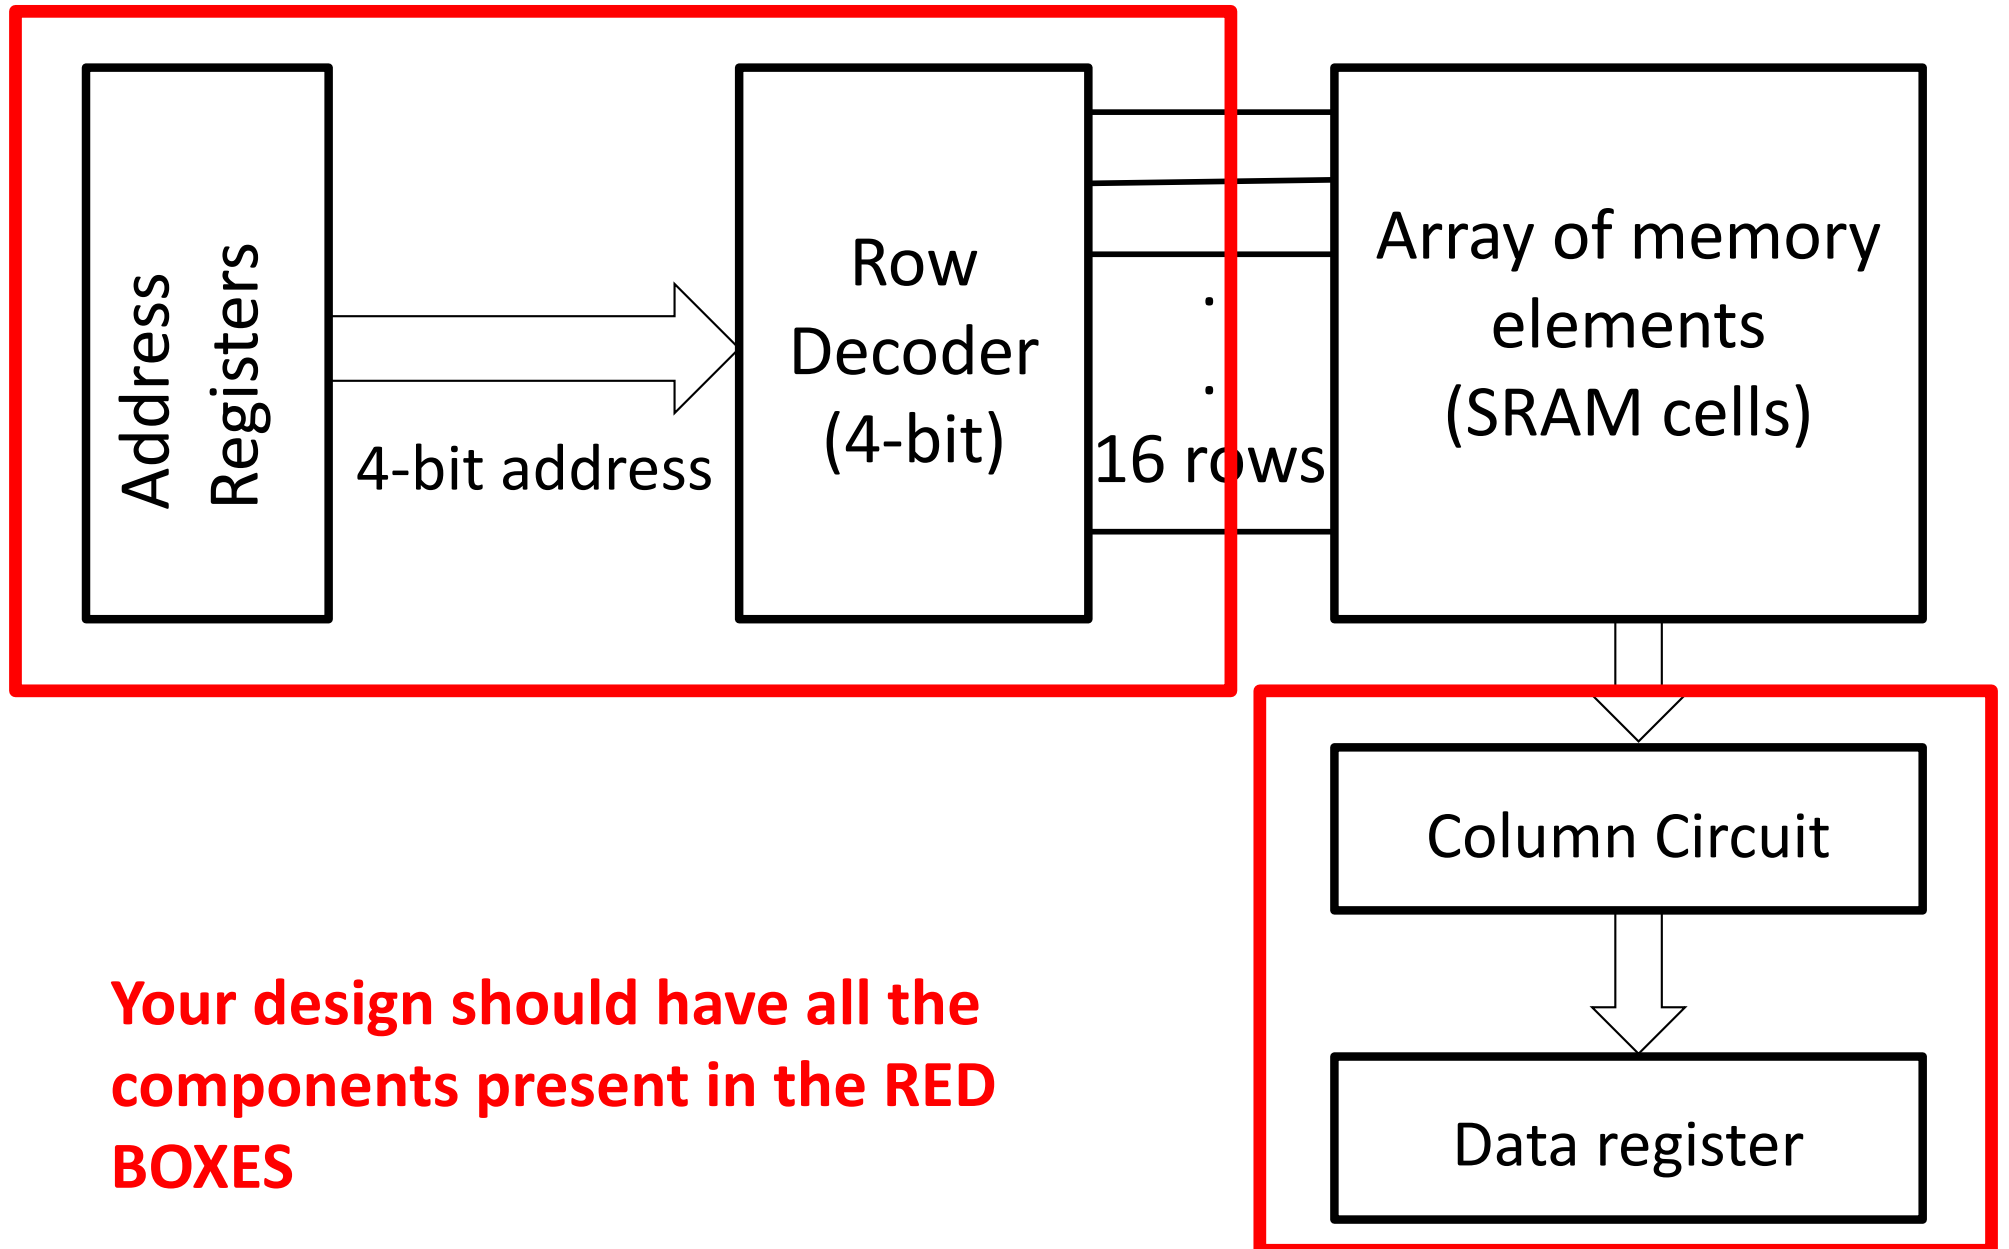 Address
Registers
4-bit address
Row
Decoder
(4-bit)
.
.
16 rows
Array of memory
elements
(SRAM cells)
Column Circuit
Data register
Your design should have all the
components present in the RED
BOXES